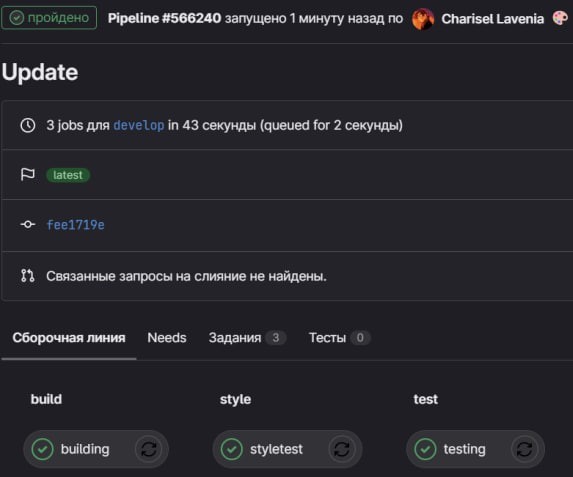 пройдено Pipeline #566240 запущено 1 минуту назад по Charisel Lavenia
Update
3 jobs для develop in 43 секунды (queued for 2 секунды)
latest
fee1719e
Связанные запросы на слияние не найдены.
Сборочная линия Needs Задания 3 Тесты 0
build style test
building styletest testing